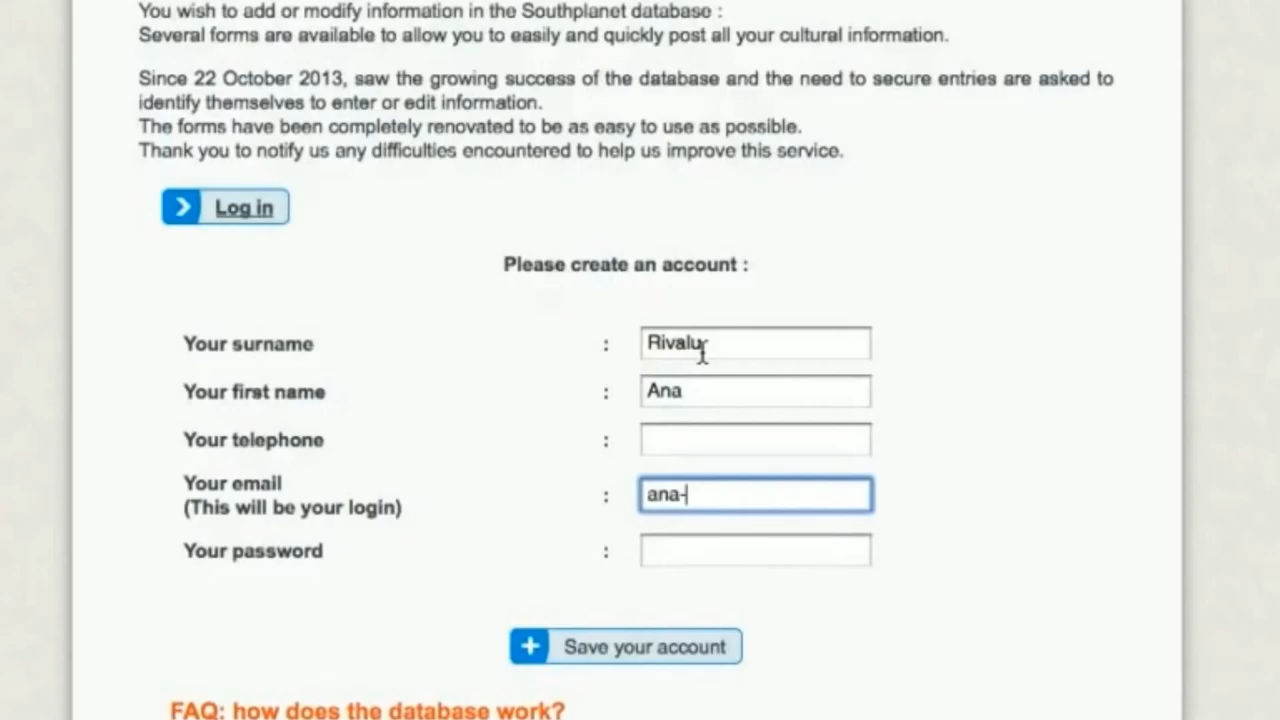 You wish to add or modify information in the Southplanet database :
Several forms are available to allow you to easily and quickly post all your cultural information.
Since 22 October 2013, saw the growing success of the database and the need to secure entries are asked to
identify themselves to enter or edit information.
The forms have been completely renovated to be as easy to use as possible.
Thank you to notify us any difficulties encountered to help us improve this service.
Log in
Please create an account :
Your surname : Rivalu
Your first name : Ana
Your telephone :
Your email
(This will be your login) : ana-
Your password :
Save your account
FAQ: how does the database work?